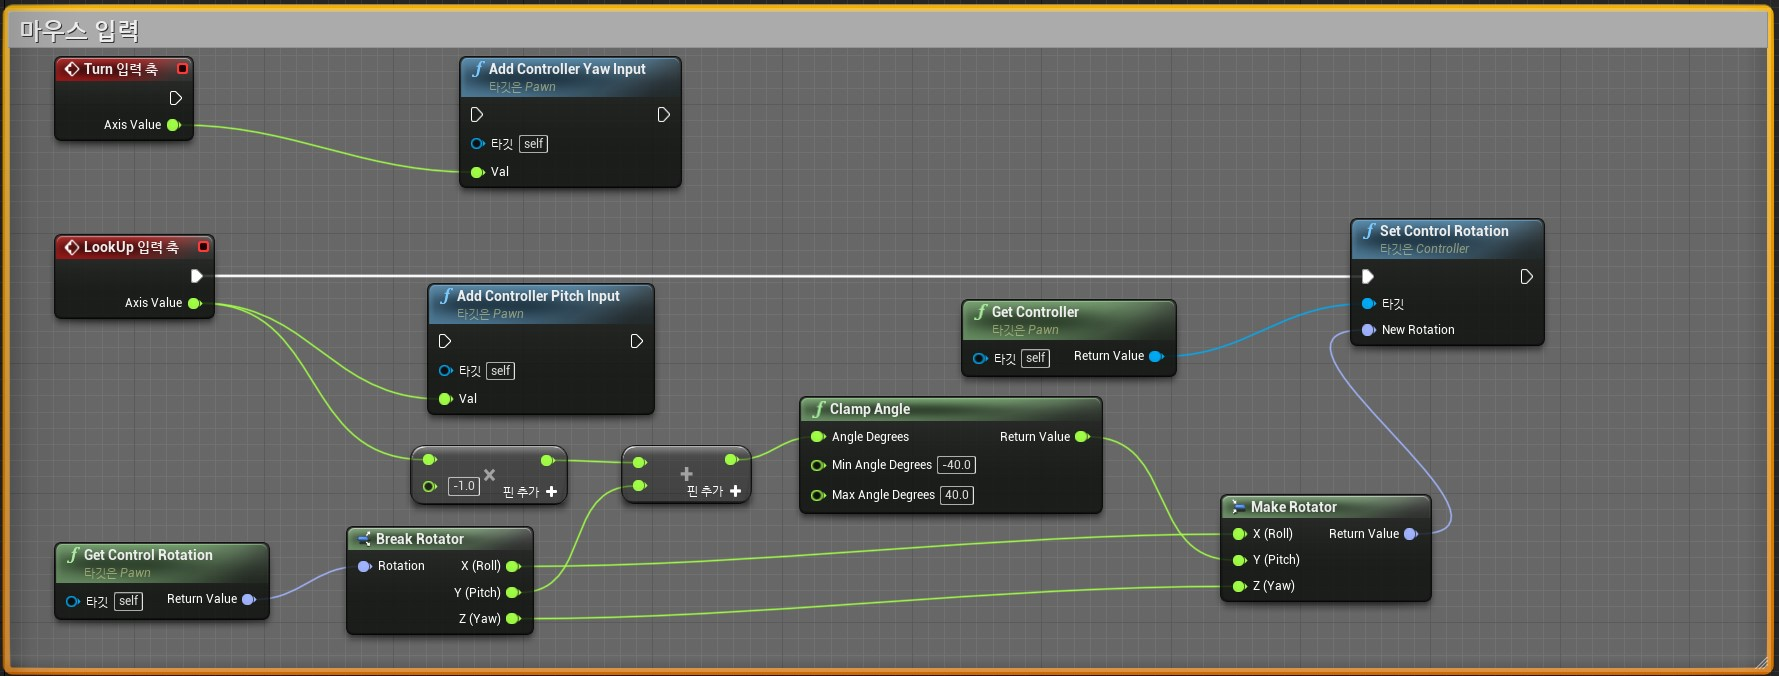 마우스 입력
Turn 입력 축
Axis Value
Add Controller Yaw Input
타깃은 Pawn
타깃 self
Val
LookUp 입력 축
Axis Value
Add Controller Pitch Input
타깃은 Pawn
타깃 self
Val
Get Controller
타깃은 Pawn
타깃 self Return Value
Set Control Rotation
타깃은 Controller
타깃
New Rotation
-1.0
핀 추가
핀 추가
Clamp Angle
Angle Degrees Return Value
Min Angle Degrees -40.0
Max Angle Degrees 40.0
Get Control Rotation
타깃은 Pawn
타깃 self Return Value
Break Rotator
Rotation X (Roll)
Y (Pitch)
Z (Yaw)
Make Rotator
X (Roll) Return Value
Y (Pitch)
Z (Yaw)